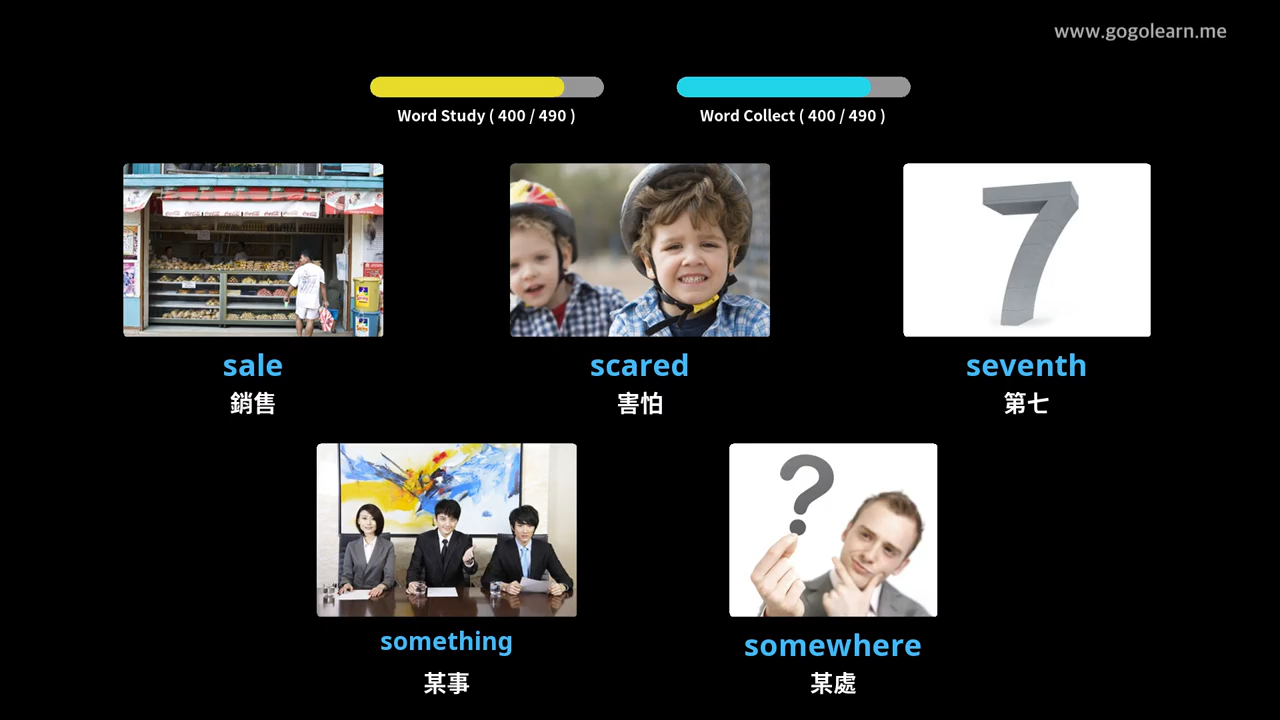 www.gogolearn.me
Word Study ( 400 / 490 )
Word Collect ( 400 / 490 )
sale
銷售
scared
害怕
seventh
第七
something
某事
somewhere
某處